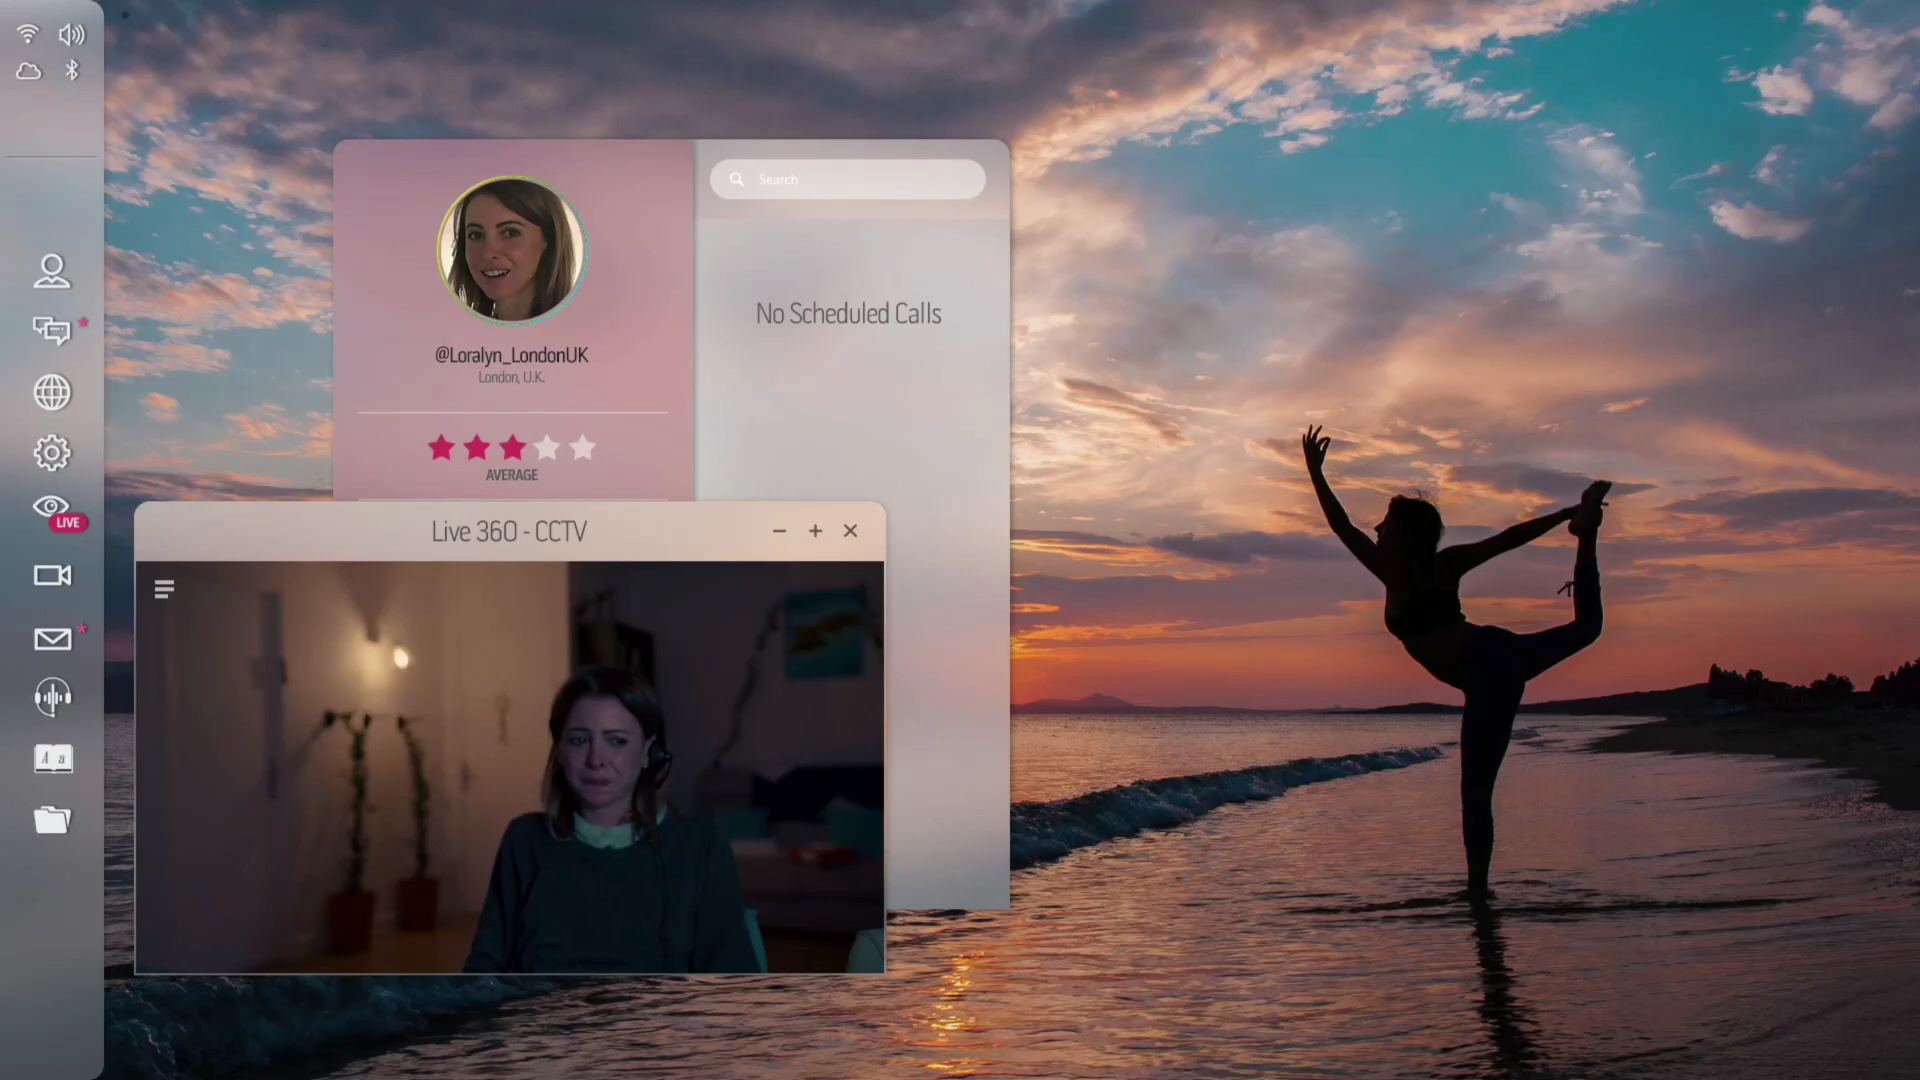 Search
No Scheduled Calls
@Loralyn_LondonUK
London, U.K.
AVERAGE
Live 360 - CCTV
LIVE
A a